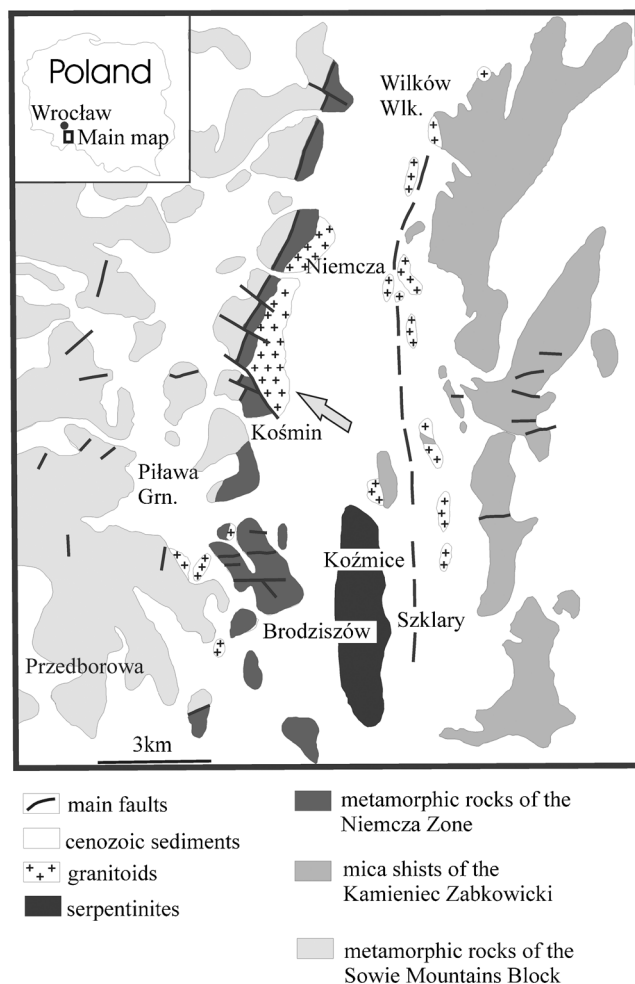 Poland
Wrocław
Main map
Wilków
Wlk.
Niemcza
Kośmin
Piława
Grn.
Koźmice
Brodziszów
Szklary
Przedborowa
3km
main faults
cenozoic sediments
granitoids
serpentinites
metamorphic rocks of the
Niemcza Zone
mica shists of the
Kamieniec Zabkowicki
metamorphic rocks of the
Sowie Mountains Block